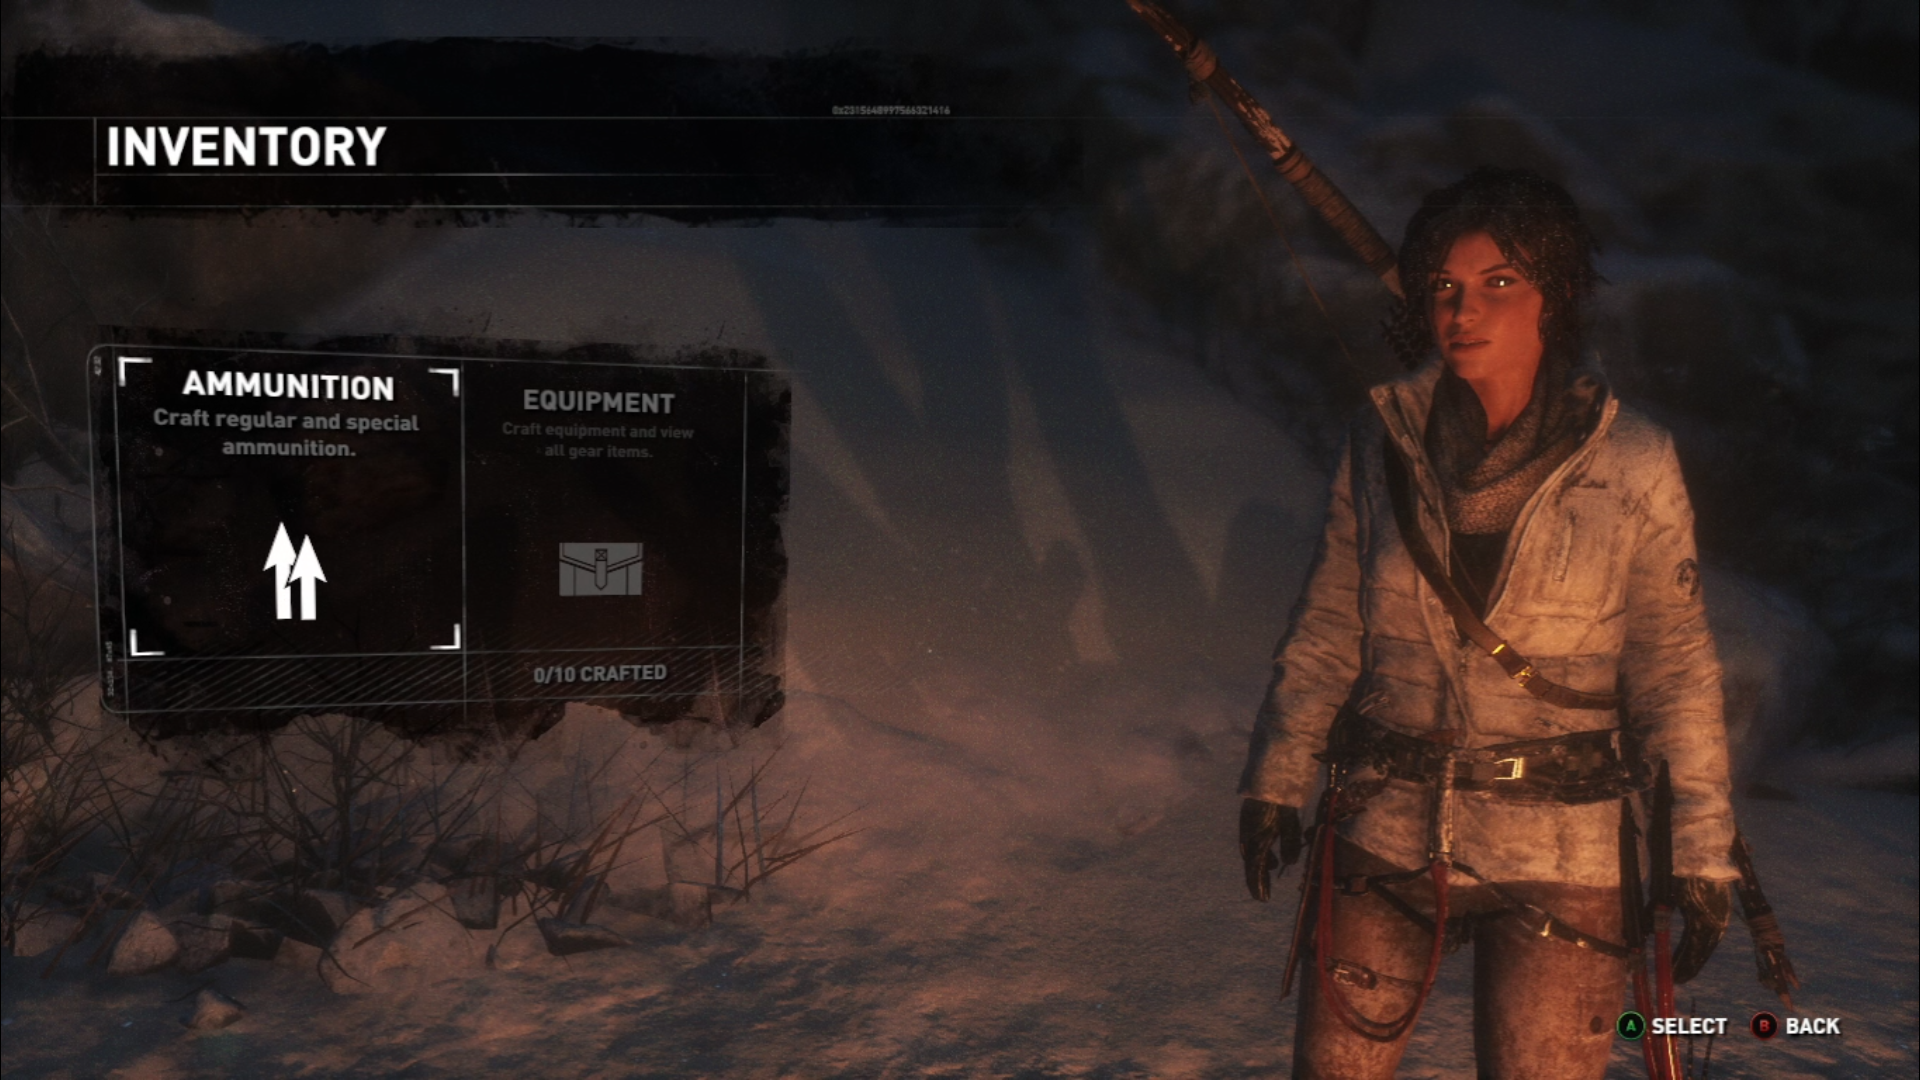 0x2315648997566321416
INVENTORY
AMMUNITION
Craft regular and special
ammunition.
EQUIPMENT
Craft equipment and view
all gear items.
0/10 CRAFTED
A SELECT
B BACK